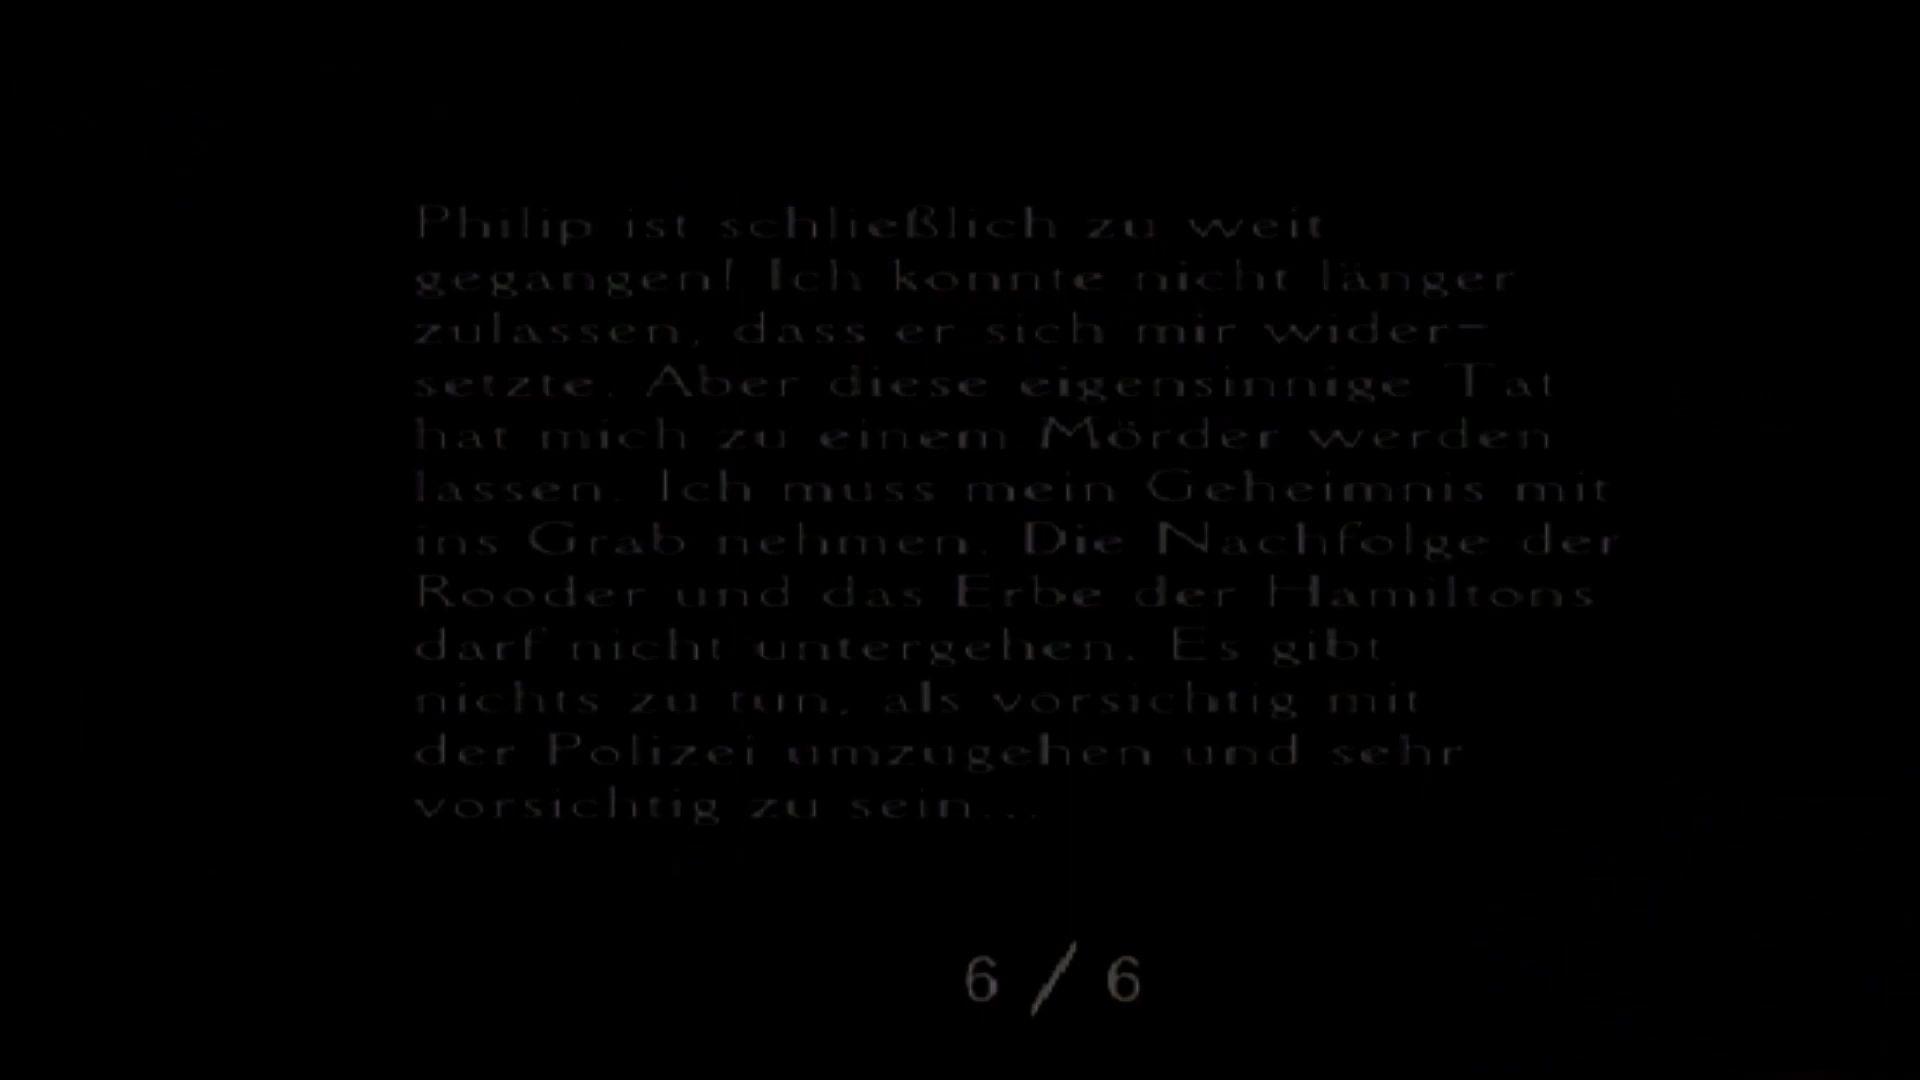 Philip ist schließlich zu weit
gegangen! Ich konnte nicht länger
zulassen, dass er sich mir wider-
setzte. Aber diese eigensinnige Tat
hat mich zu einem Mörder werden
lassen. Ich muss mein Geheimnis mit
ins Grab nehmen. Die Nachfolge der
Rooder und das Erbe der Hamiltons
darf nicht untergehen. Es gibt
nichts zu tun, als vorsichtig mit
der Polizei umzugehen und sehr
vorsichtig zu sein...
6 / 6